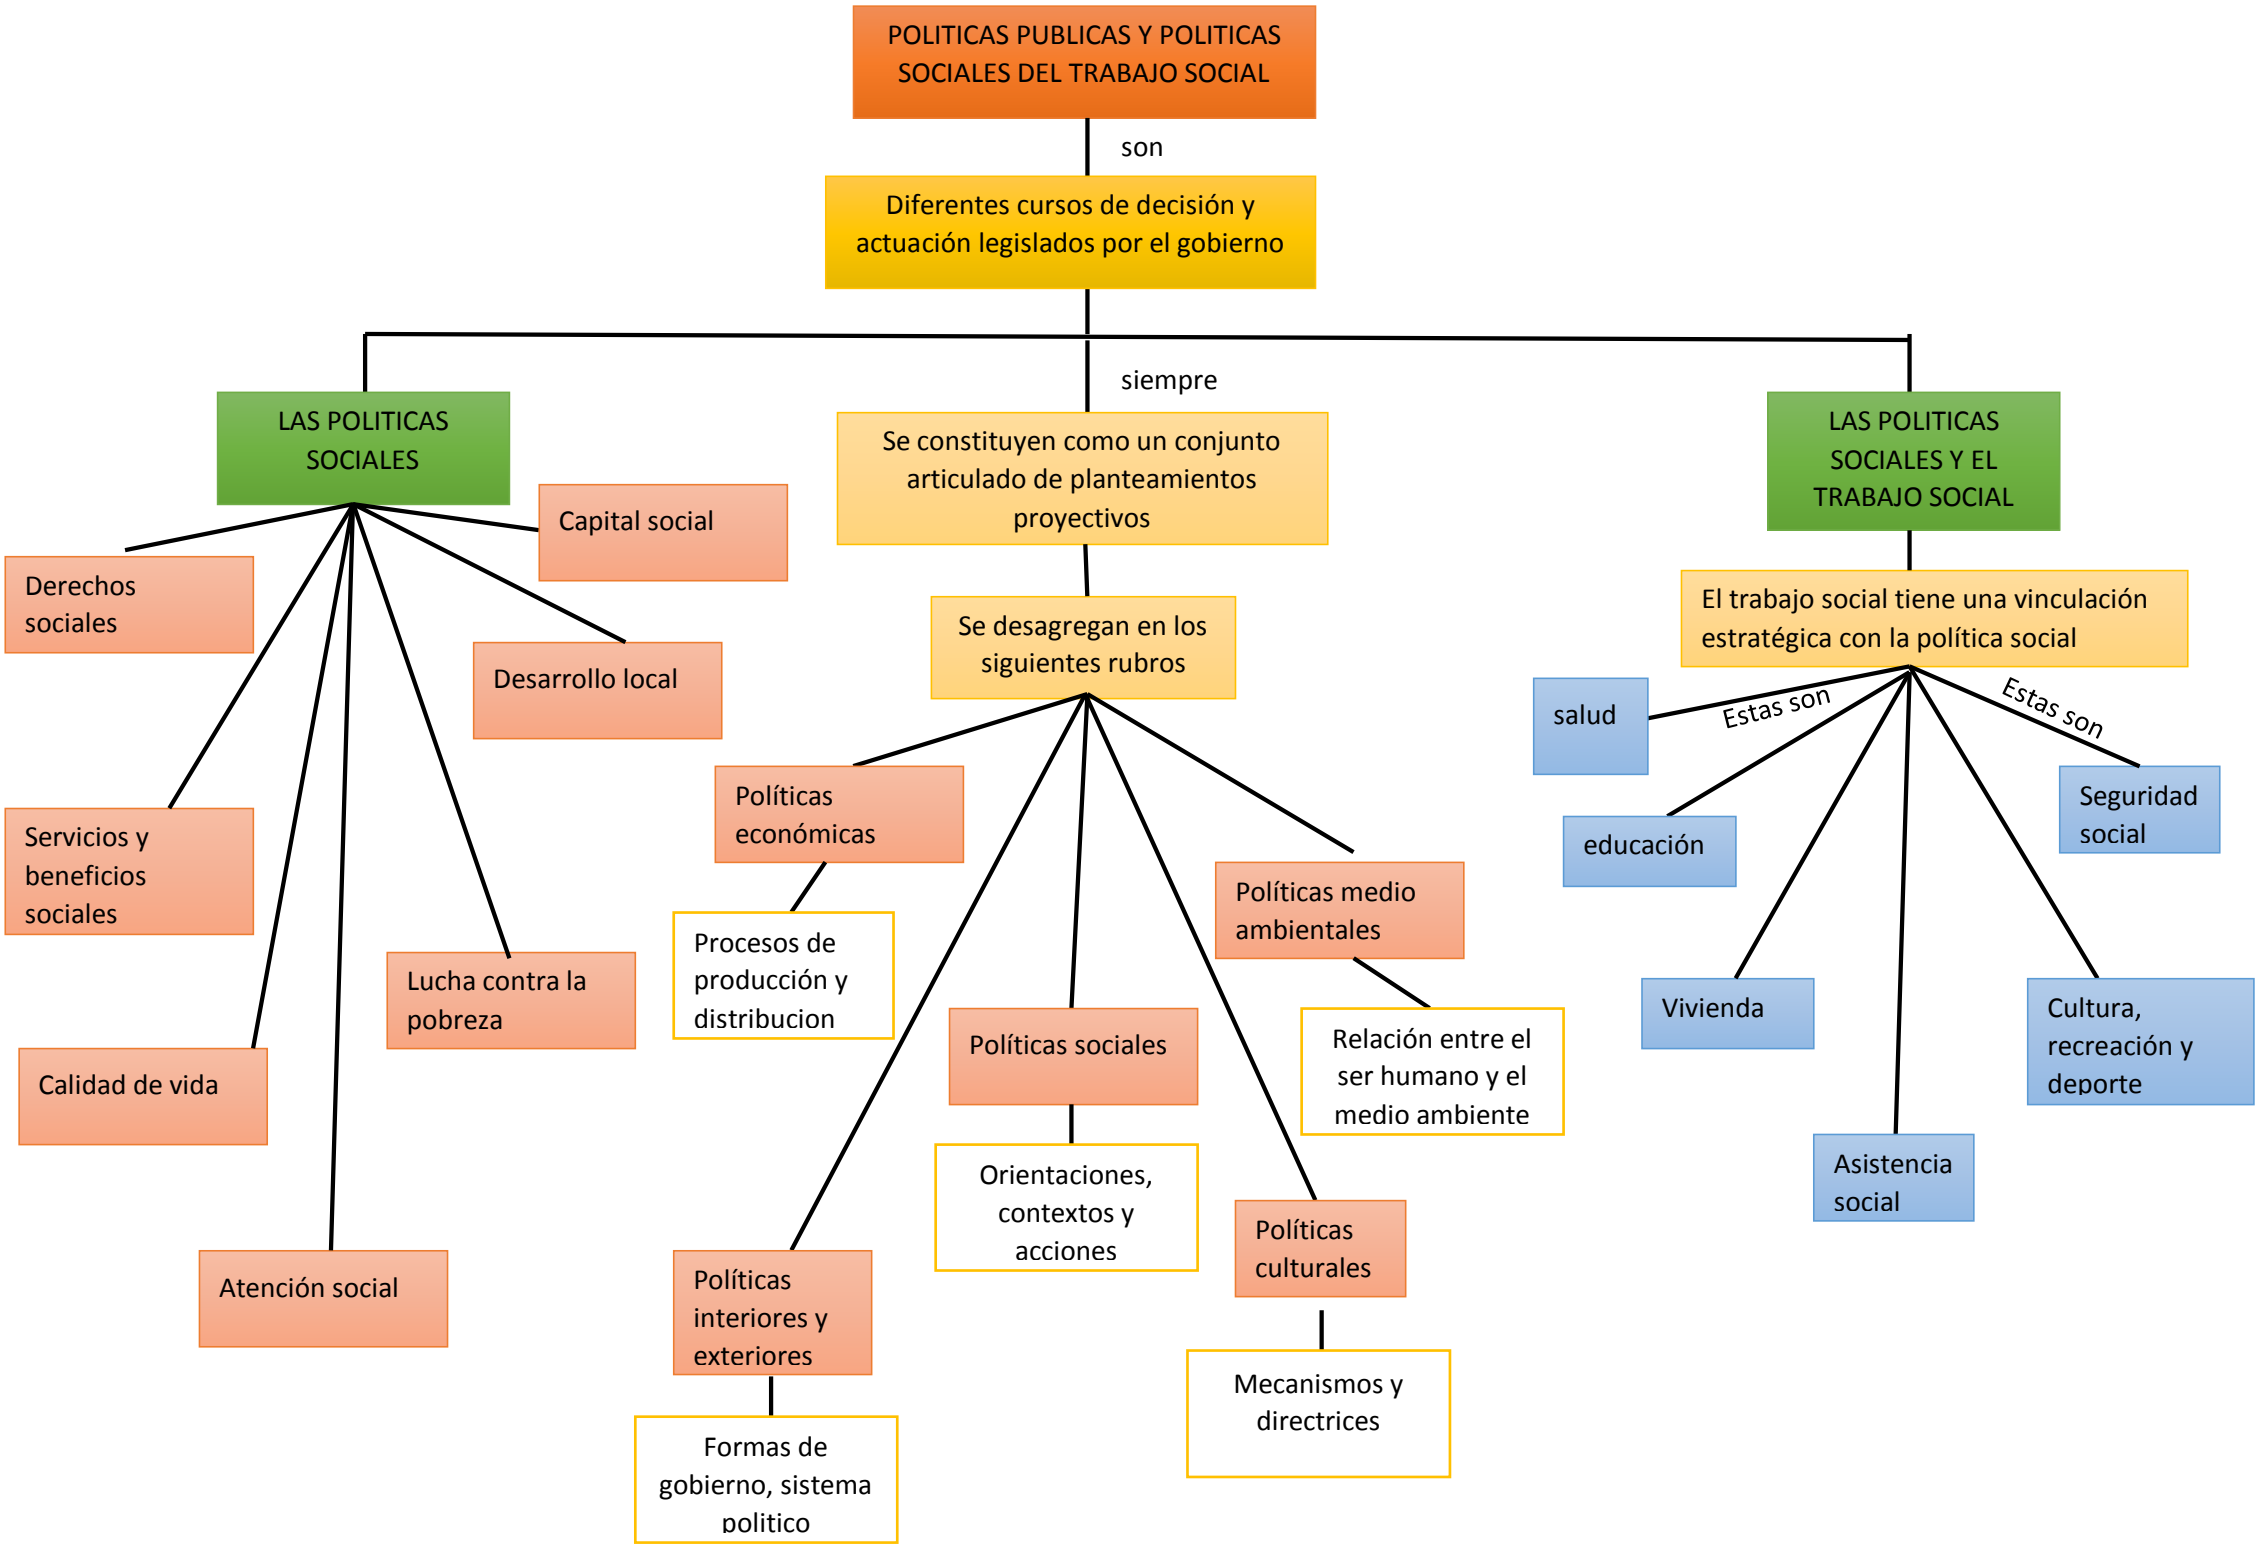 POLITICAS PUBLICAS Y POLITICAS
SOCIALES DEL TRABAJO SOCIAL
son
Diferentes cursos de decisión y
actuación legislados por el gobierno
LAS POLITICAS
SOCIALES
Capital social
Derechos
sociales
Desarrollo local
Servicios y
beneficios
sociales
Lucha contra la
pobreza
Calidad de vida
Atención social
siempre
Se constituyen como un conjunto
articulado de planteamientos
proyectivos
Se desagregan en los
siguientes rubros
Políticas
económicas
Procesos de
producción y
distribucion
Políticas medio
ambientales
Relación entre el
ser humano y el
medio ambiente
Políticas sociales
Orientaciones,
contextos y
acciones
Políticas
culturales
Mecanismos y
directrices
Políticas
interiores y
exteriores
Formas de
gobierno, sistema
politico
LAS POLITICAS
SOCIALES Y EL
TRABAJO SOCIAL
El trabajo social tiene una vinculación
estratégica con la política social
Estas son
Estas son
salud
educación
Seguridad
social
Vivienda
Cultura,
recreación y
deporte
Asistencia
social